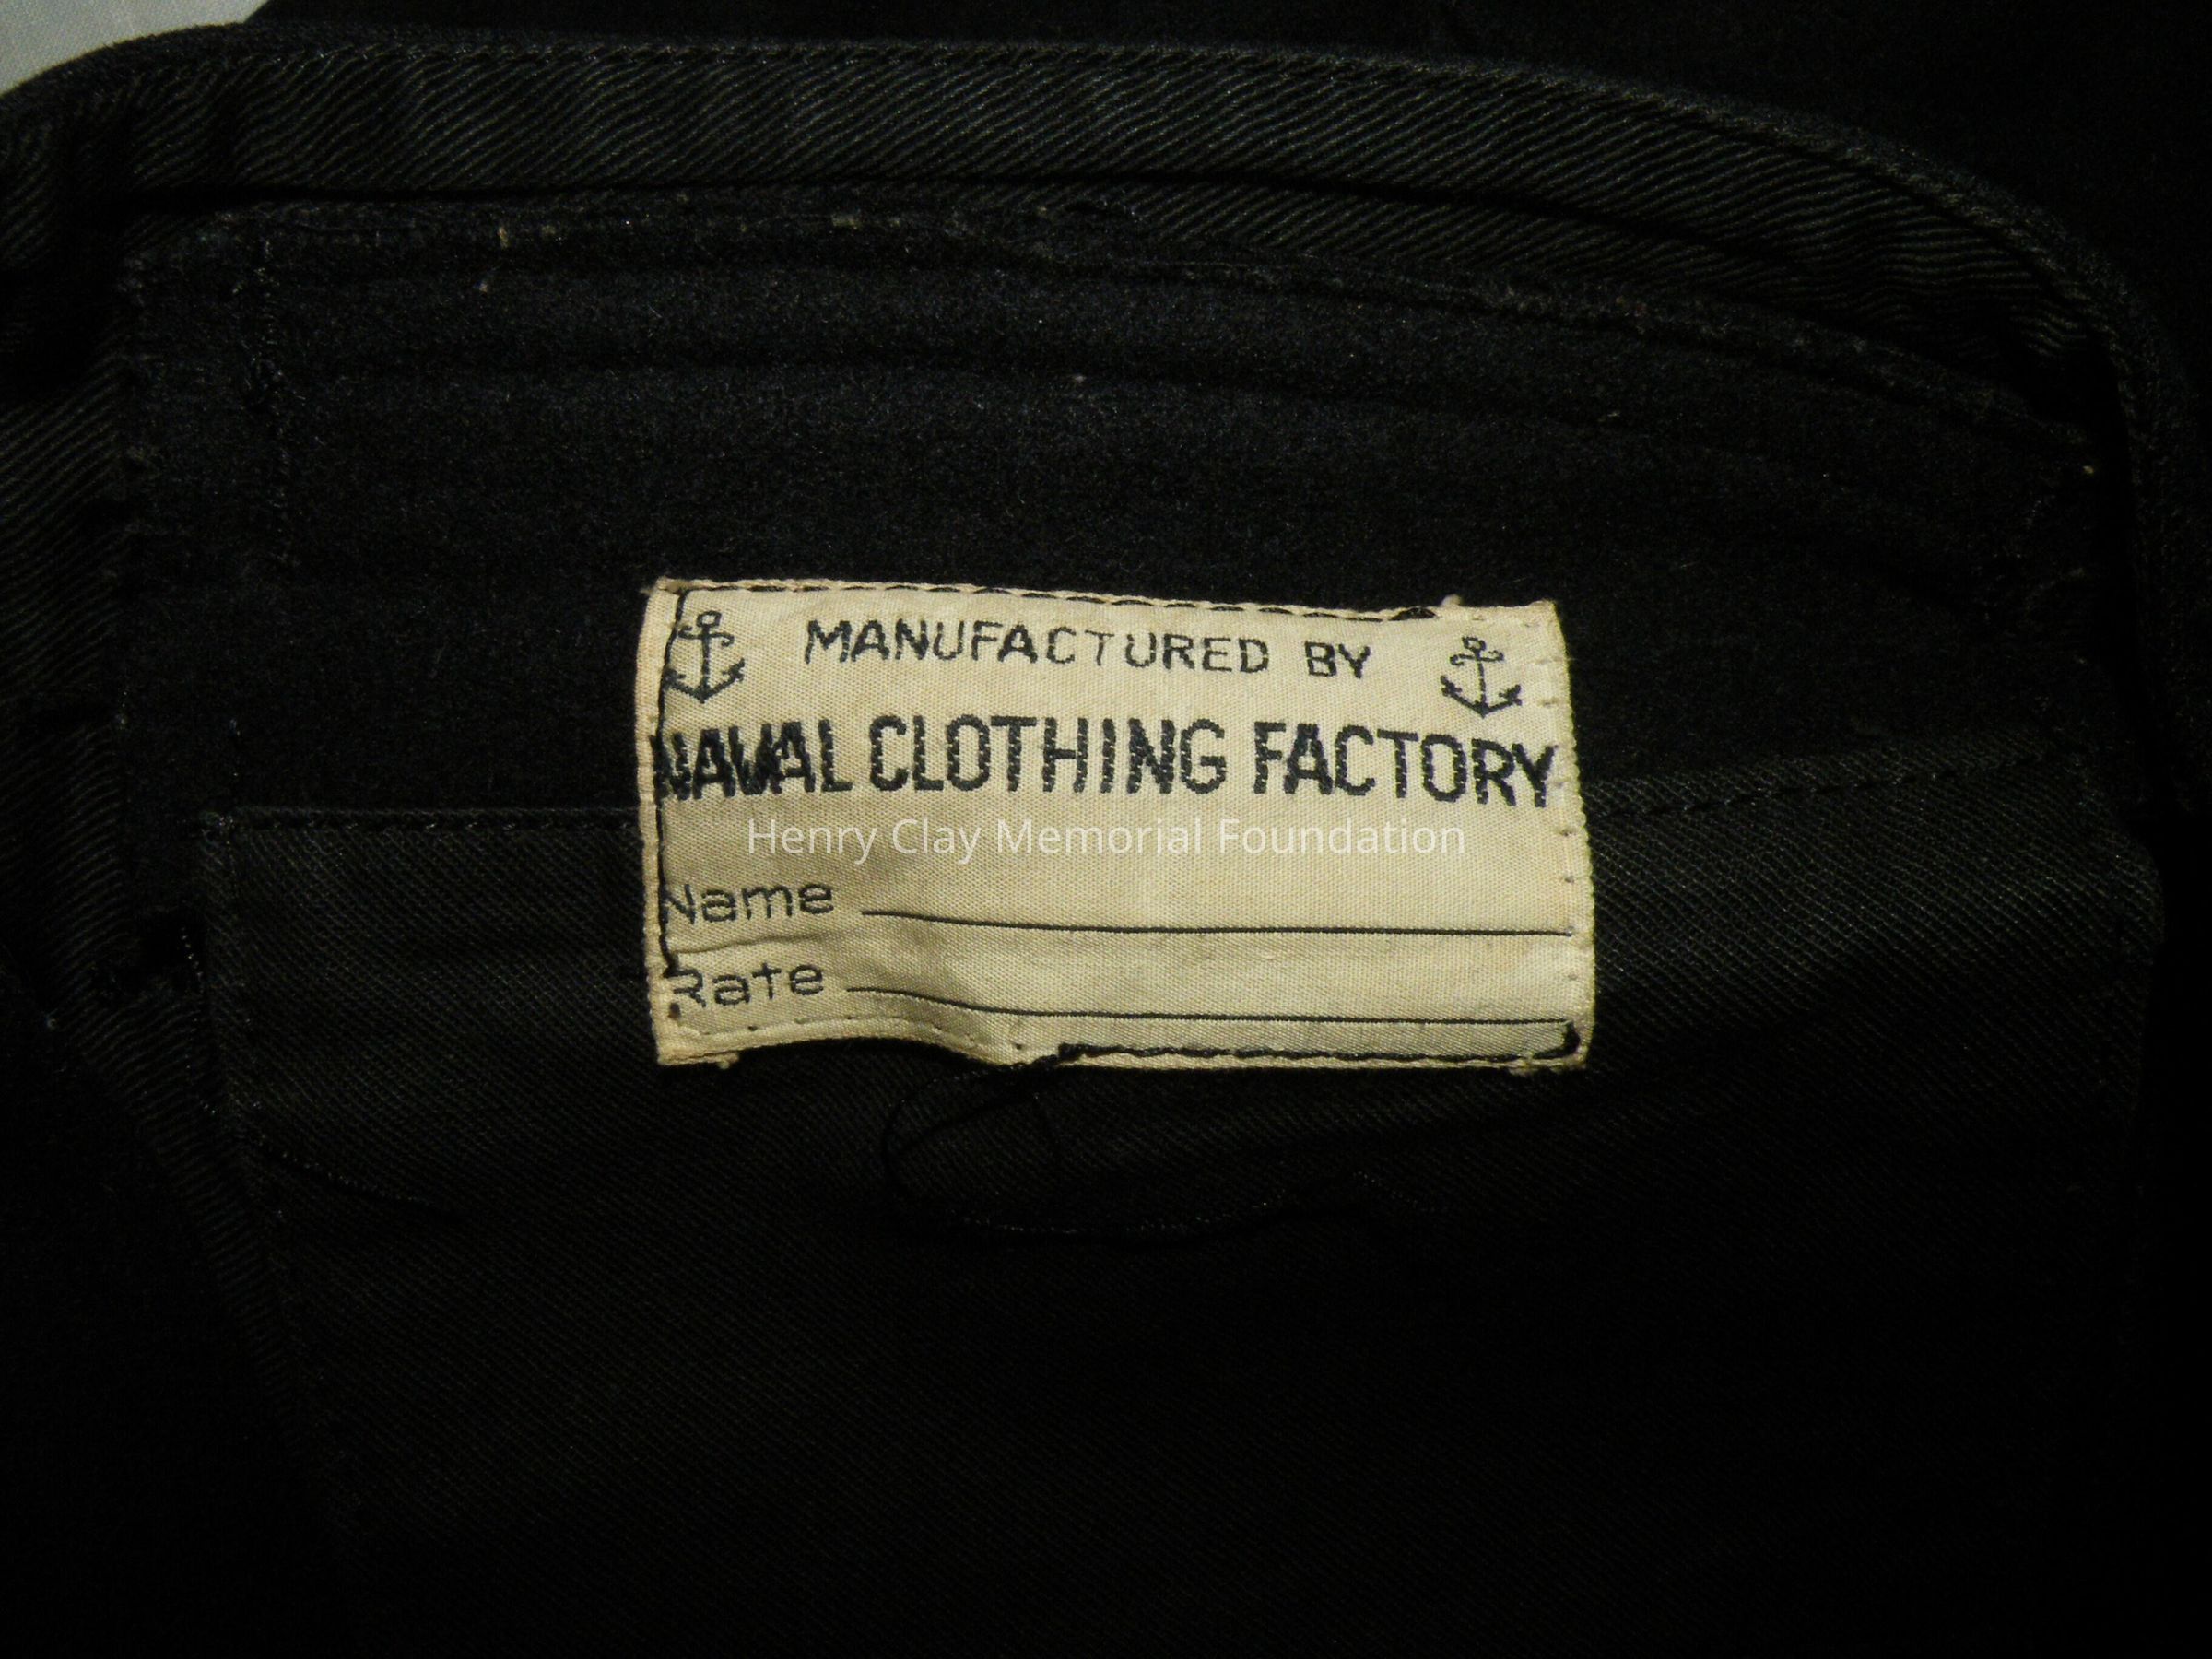 MANUFACTURED BY
NAVAL CLOTHING FACTORY
Henry Clay Memorial Foundation
Name
Rate